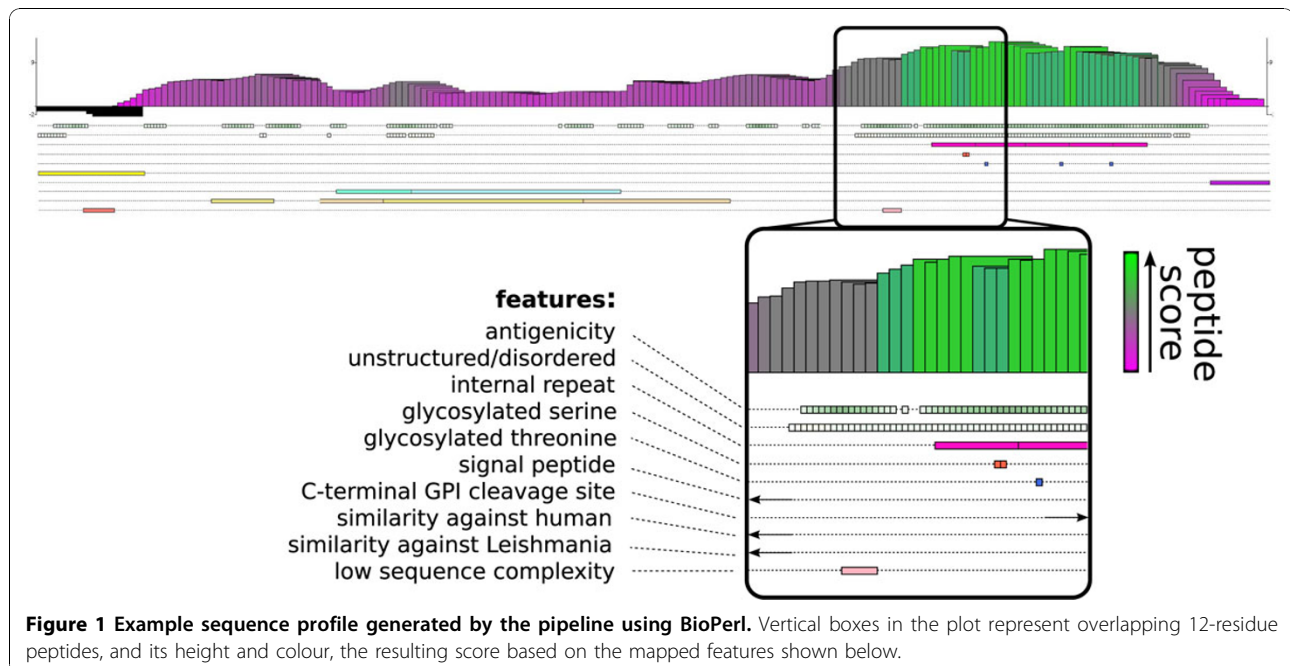 9
-2
9
peptide
score
features:
antigenicity
unstructured/disordered
internal repeat
glycosylated serine
glycosylated threonine
signal peptide
C-terminal GPI cleavage site
similarity against human
similarity against Leishmania
low sequence complexity
Figure 1 Example sequence profile generated by the pipeline using BioPerl. Vertical boxes in the plot represent overlapping 12-residue
peptides, and its height and colour, the resulting score based on the mapped features shown below.